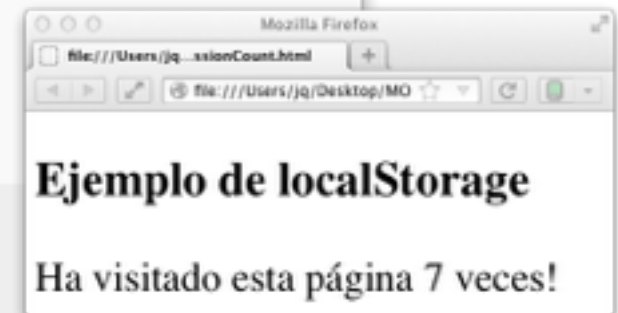 Mozilla Firefox
file:///Users/jq...ssionCount.html
file:///Users/jq/Desktop/MO
Ejemplo de localStorage
Ha visitado esta página 7 veces!